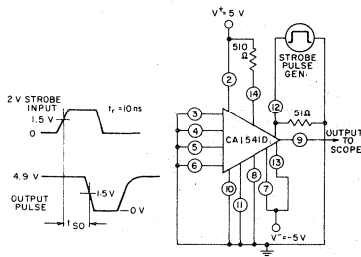 V⁺= 5 V
510
Ω
STROBE
PULSE
GEN.
2 V STROBE
INPUT
t_r = 10 ns
1.5 V
0
2
14
12
51Ω
3
4
5
6
CA1541D
9
OUTPUT
TO
SCOPE
4.9 V
OUTPUT
PULSE
1.5 V
0 V
t_SO
10
11
8
7
13
V⁻=-5 V